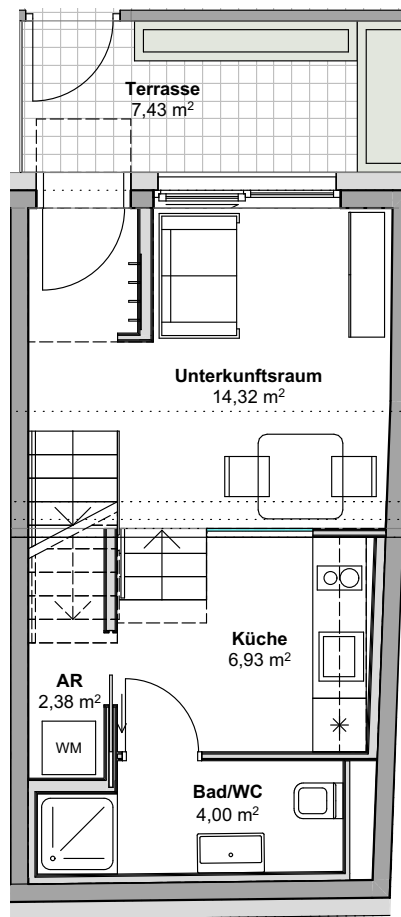 Terrasse
7,43 m²
Unterkunftsraum
14,32 m²
Küche
6,93 m²
AR
2,38 m²
WM
Bad/WC
4,00 m²